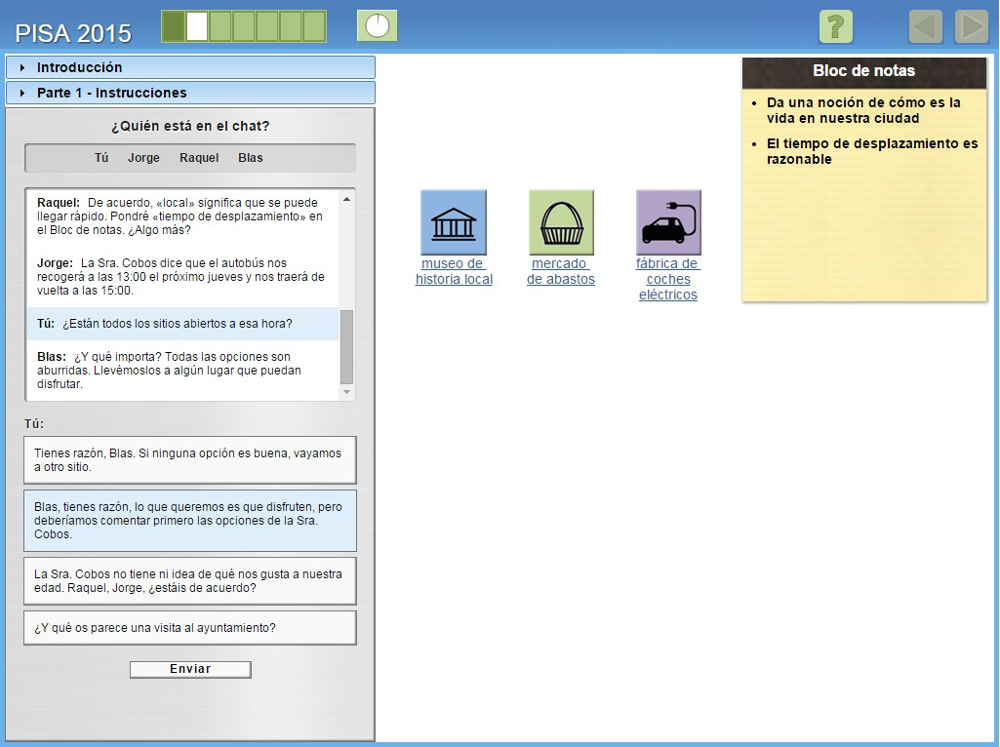 PISA 2015
?
Introducción
Parte 1 - Instrucciones
¿Quién está en el chat?
Tú Jorge Raquel Blas
Raquel: De acuerdo, «local» significa que se puede
llegar rápido. Pondré «tiempo de desplazamiento» en
el Bloc de notas. ¿Algo más?
Jorge: La Sra. Cobos dice que el autobús nos
recogerá a las 13:00 el próximo jueves y nos traerá de
vuelta a las 15:00.
Tú: ¿Están todos los sitios abiertos a esa hora?
Blas: ¿Y qué importa? Todas las opciones son
aburridas. Llevémoslos a algún lugar que puedan
disfrutar.
Tú:
Tienes razón, Blas. Si ninguna opción es buena, vayamos
a otro sitio.
Blas, tienes razón, lo que queremos es que disfruten, pero
deberíamos comentar primero las opciones de la Sra.
Cobos.
La Sra. Cobos no tiene ni idea de qué nos gusta a nuestra
edad. Raquel, Jorge, ¿estáis de acuerdo?
¿Y qué os parece una visita al ayuntamiento?
Enviar
museo de
historia local
mercado
de abastos
fábrica de
coches
eléctricos
Bloc de notas
• Da una noción de cómo es la
vida en nuestra ciudad
• El tiempo de desplazamiento es
razonable